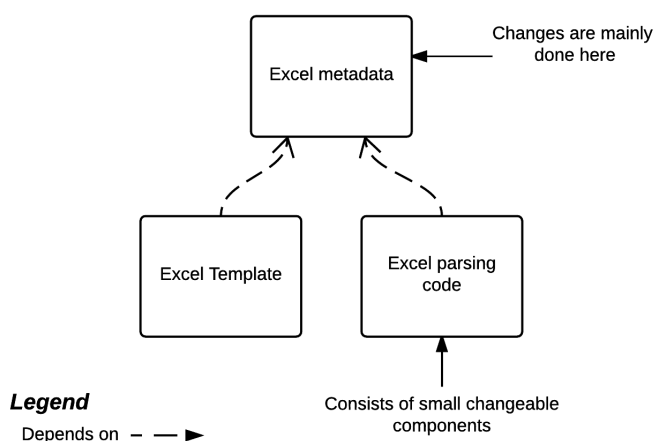 Changes are mainly
done here
Excel metadata
Excel Template
Excel parsing
code
Legend
Depends on
Consists of small changeable
components